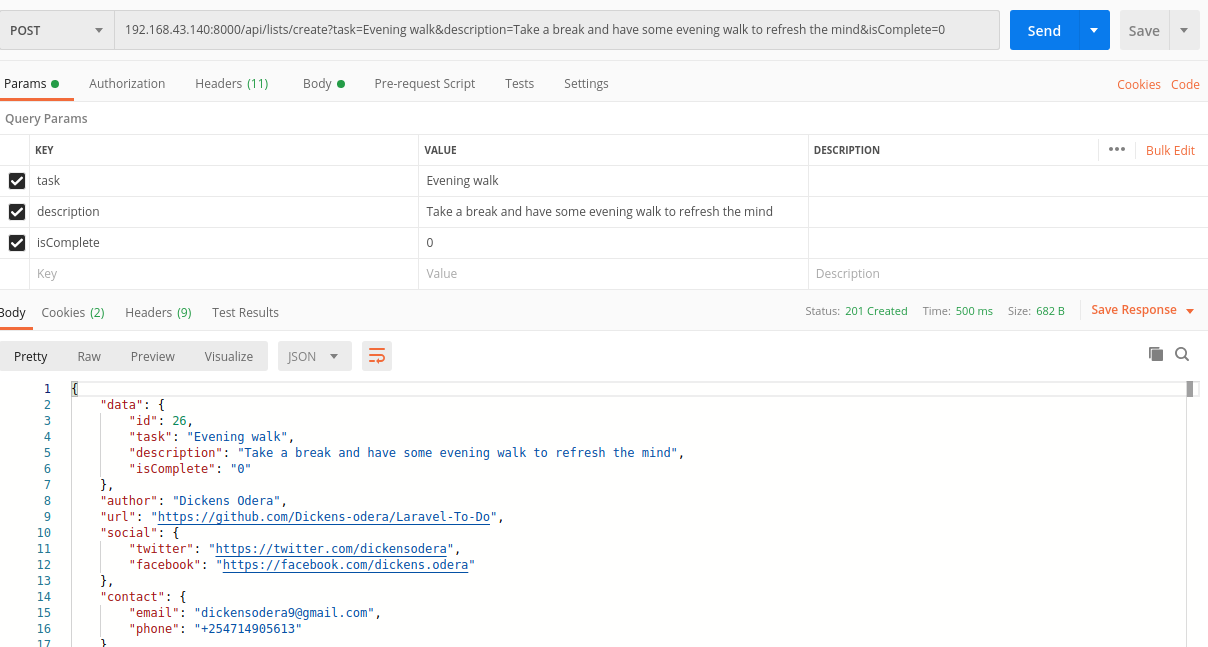 POST 192.168.43.140:8000/api/lists/create?task=Evening walk&description=Take a break and have some evening walk to refresh the mind&isComplete=0 Send Save
Params Authorization Headers (11) Body Pre-request Script Tests Settings Cookies Code
Query Params
KEY VALUE DESCRIPTION ••• Bulk Edit
task Evening walk
description Take a break and have some evening walk to refresh the mind
isComplete 0
Key Value Description
Body Cookies (2) Headers (9) Test Results Status: 201 Created Time: 500 ms Size: 682 B Save Response
Pretty Raw Preview Visualize JSON
1 {
2 "data": {
3 "id": 26,
4 "task": "Evening walk",
5 "description": "Take a break and have some evening walk to refresh the mind",
6 "isComplete": "0"
7 },
8 "author": "Dickens Odera",
9 "url": "https://github.com/Dickens-odera/Laravel-To-Do",
10 "social": {
11 "twitter": "https://twitter.com/dickensodera",
12 "facebook": "https://facebook.com/dickens.odera"
13 },
14 "contact": {
15 "email": "dickensodera9@gmail.com",
16 "phone": "+254714905613"
17 }